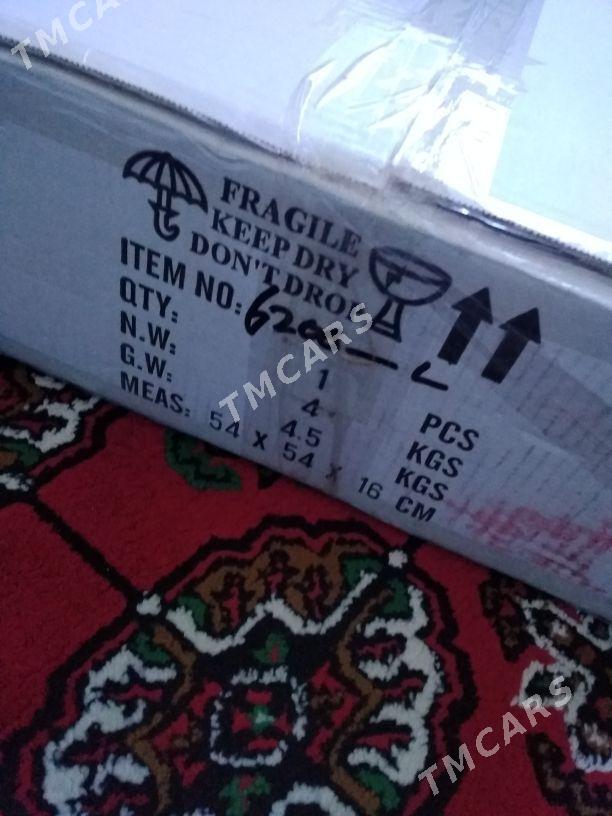 TMCARS
FRAGILE
KEEP DRY
DON'T DROP
ITEM NO:
QTY: 1 PCS
N.W: 4 KGS
G.W: 4.5 KGS
MEAS: 54 X 54 X 16 CM
TMCARS
TMCARS